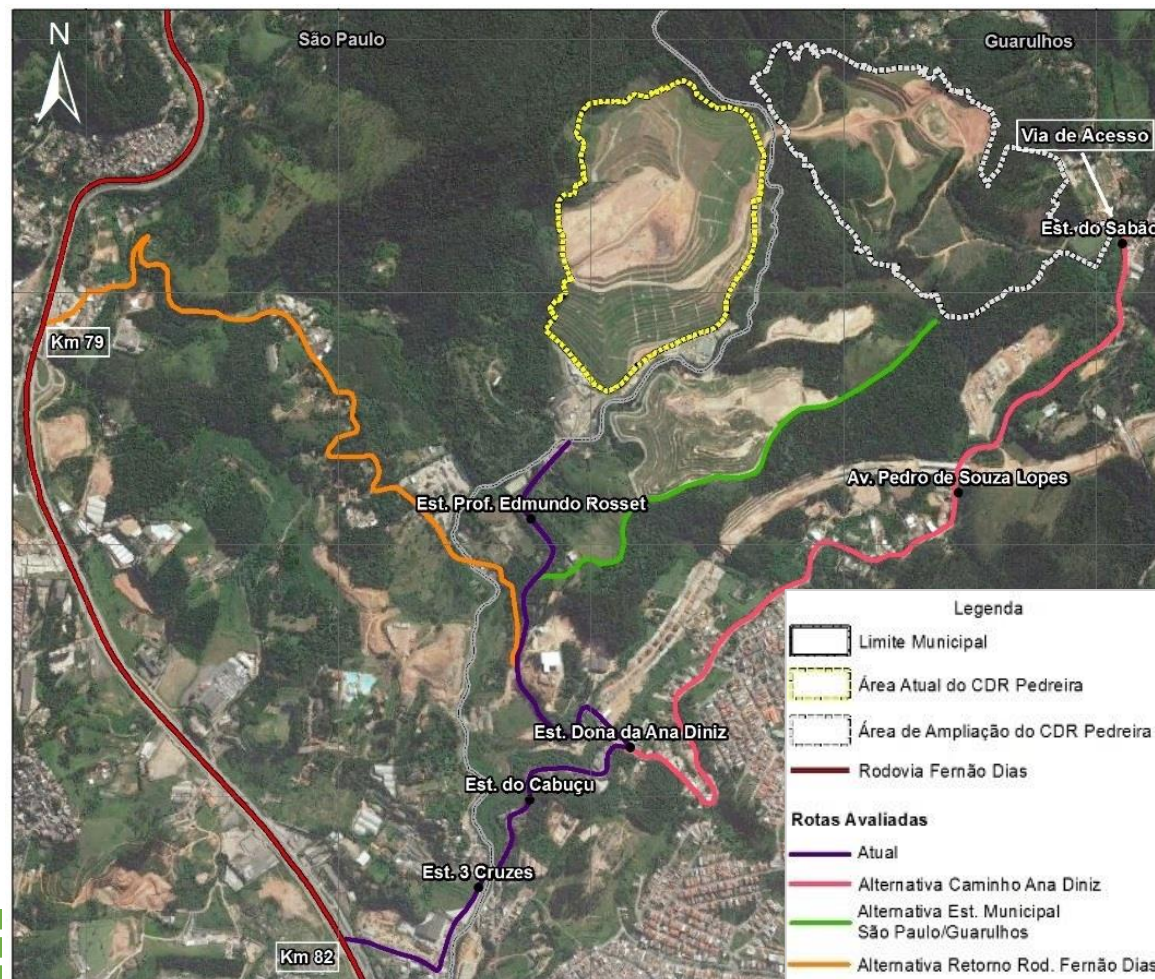 N
São Paulo
Guarulhos
Via de Acesso
Est. do Sabão
Km 79
Av. Pedro de Souza Lopes
Est. Prof. Edmundo Rosset
Est. Dona da Ana Diniz
Est. do Cabuçu
Est. 3 Cruzes
Km 82
Legenda
Limite Municipal
Área Atual do CDR Pedreira
Área de Ampliação do CDR Pedreira
Rodovia Fernão Dias
Rotas Avaliadas
Atual
Alternativa Caminho Ana Diniz
Alternativa Est. Municipal
São Paulo/Guarulhos
Alternativa Retorno Rod. Fernão Dias